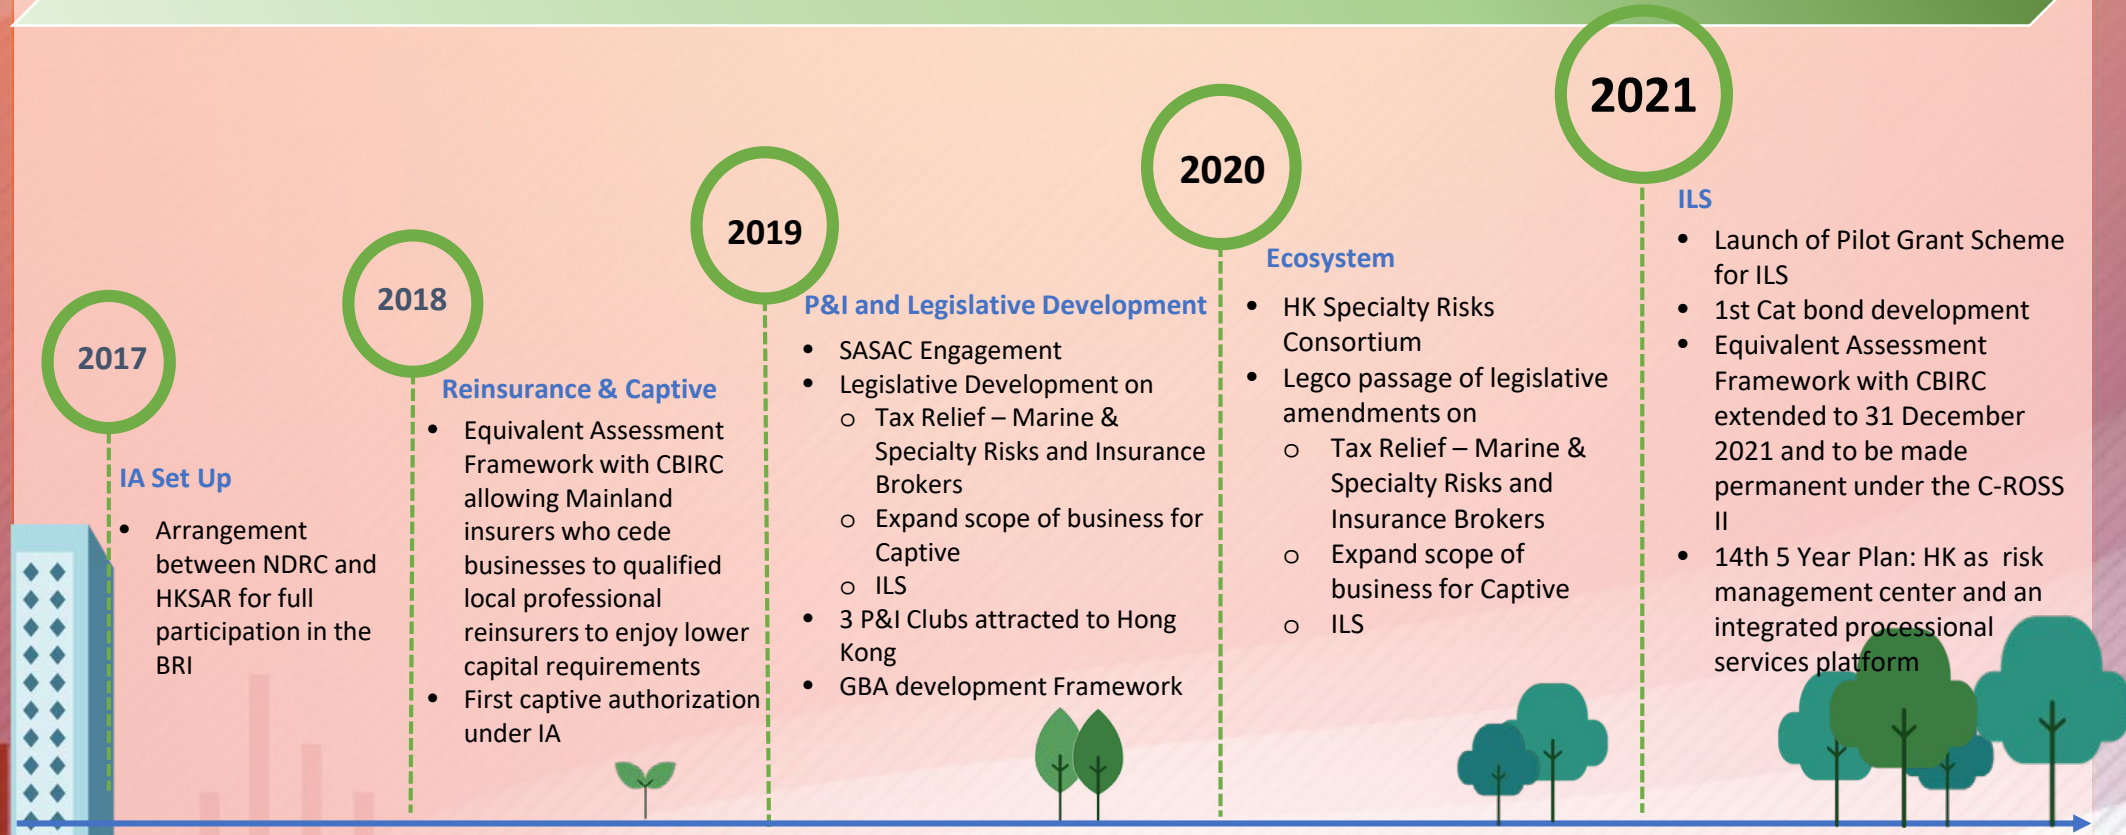 2017
IA Set Up
• Arrangement
between NDRC and
HKSAR for full
participation in the
BRI
2018
Reinsurance & Captive
• Equivalent Assessment
Framework with CBIRC
allowing Mainland
insurers who cede
businesses to qualified
local professional
reinsurers to enjoy lower
capital requirements
• First captive authorization
under IA
2019
P&I and Legislative Development
• SASAC Engagement
• Legislative Development on
o Tax Relief – Marine &
Specialty Risks and Insurance
Brokers
o Expand scope of business for
Captive
o ILS
• 3 P&I Clubs attracted to Hong
Kong
• GBA development Framework
2020
Ecosystem
• HK Specialty Risks
Consortium
• Legco passage of legislative
amendments on
o Tax Relief – Marine &
Specialty Risks and
Insurance Brokers
o Expand scope of
business for Captive
o ILS
2021
ILS
• Launch of Pilot Grant Scheme
for ILS
• 1st Cat bond development
• Equivalent Assessment
Framework with CBIRC
extended to 31 December
2021 and to be made
permanent under the C-ROSS
II
• 14th 5 Year Plan: HK as risk
management center and an
integrated processional
services platform